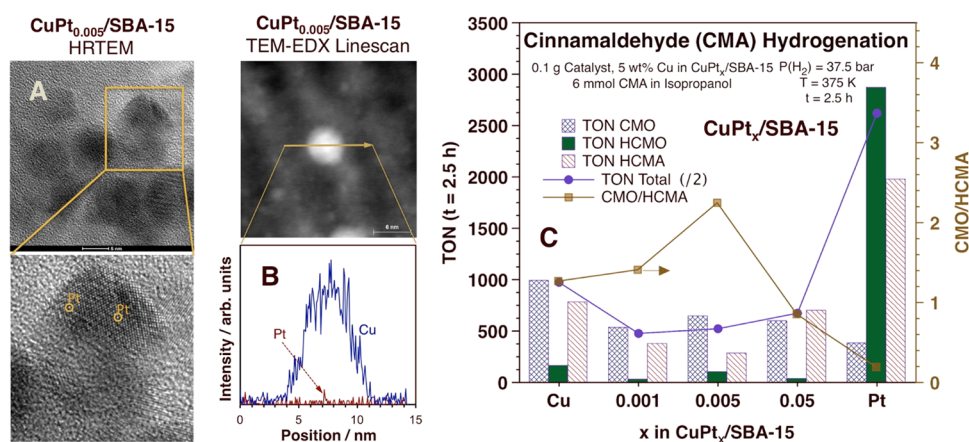 CuPt0.005/SBA-15
HRTEM
A
5 nm
Pt
Pt
CuPt0.005/SBA-15
TEM-EDX Linescan
6 nm
B
Intensity / arb. units
Pt
Cu
0 5 10 15
Position / nm
3500
3000
2500
2000
1500
1000
500
0
TON (t = 2.5 h)
Cinnamaldehyde (CMA) Hydrogenation
0.1 g Catalyst, 5 wt% Cu in CuPtx/SBA-15 P(H2) = 37.5 bar
6 mmol CMA in Isopropanol T = 375 K
t = 2.5 h
CuPtx/SBA-15
TON CMO
TON HCMO
TON HCMA
TON Total (/2)
CMO/HCMA
C
4
3
2
1
0
CMO/HCMA
Cu 0.001 0.005 0.05 Pt
x in CuPtx/SBA-15